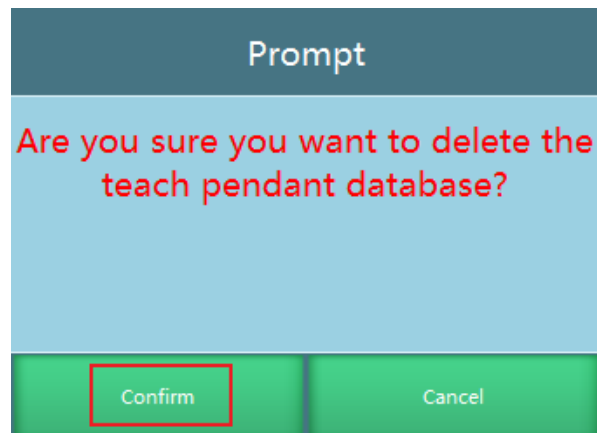 Prompt
Are you sure you want to delete the
teach pendant database?
Confirm
Cancel